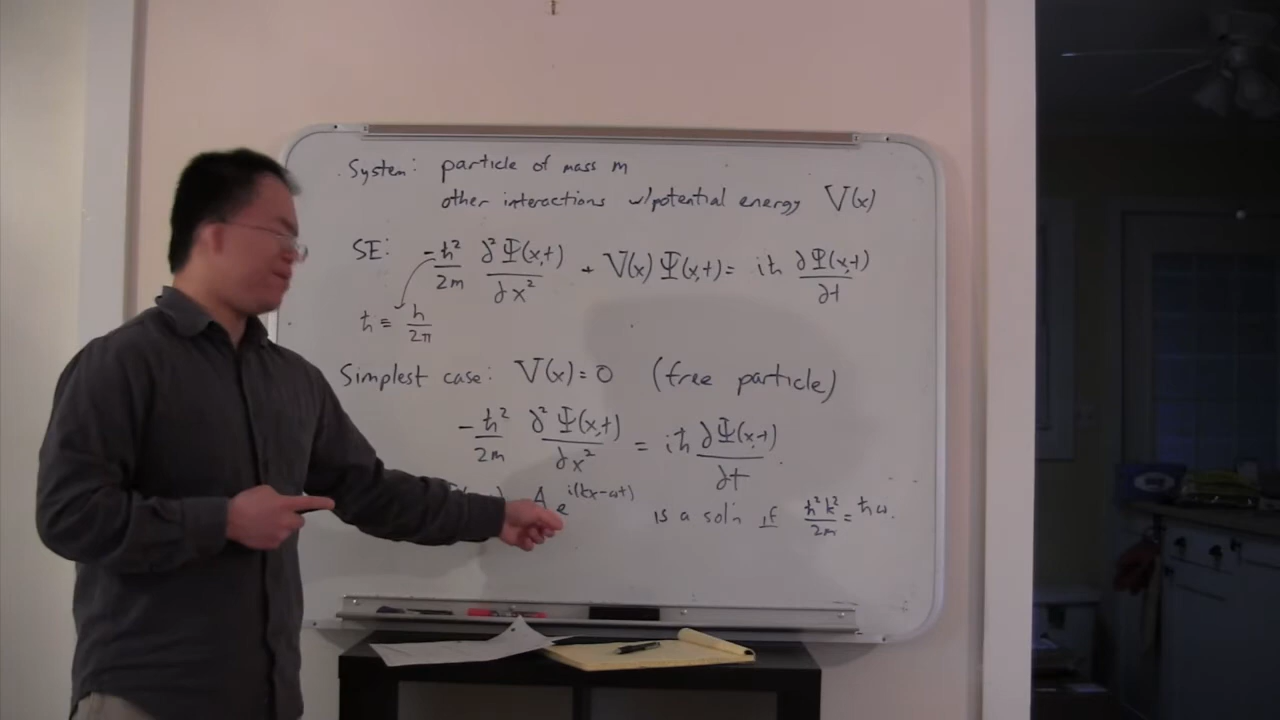 System: particle of mass m
other interactions w/potential energy V(x)
SE: -ħ²/2m ∂²Ψ(x,t)/∂x² + V(x)Ψ(x,t) = iħ ∂Ψ(x,t)/∂t
ħ ≡ h/2π
Simplest case: V(x)=0 (free particle)
-ħ²/2m ∂²Ψ(x,t)/∂x² = iħ ∂Ψ(x,t)/∂t.
A e^i(kx-ωt) is a sol'n if ħ²k²/2m = ħω.